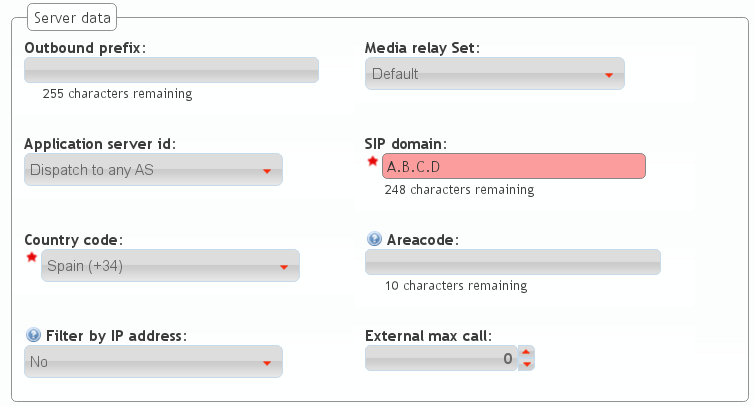 Server data
Outbound prefix:
Media relay Set:
Default
255 characters remaining
Application server id:
SIP domain:
Dispatch to any AS
A.B.C.D
248 characters remaining
Country code:
Areacode:
Spain (+34)
10 characters remaining
Filter by IP address:
External max call:
No
0